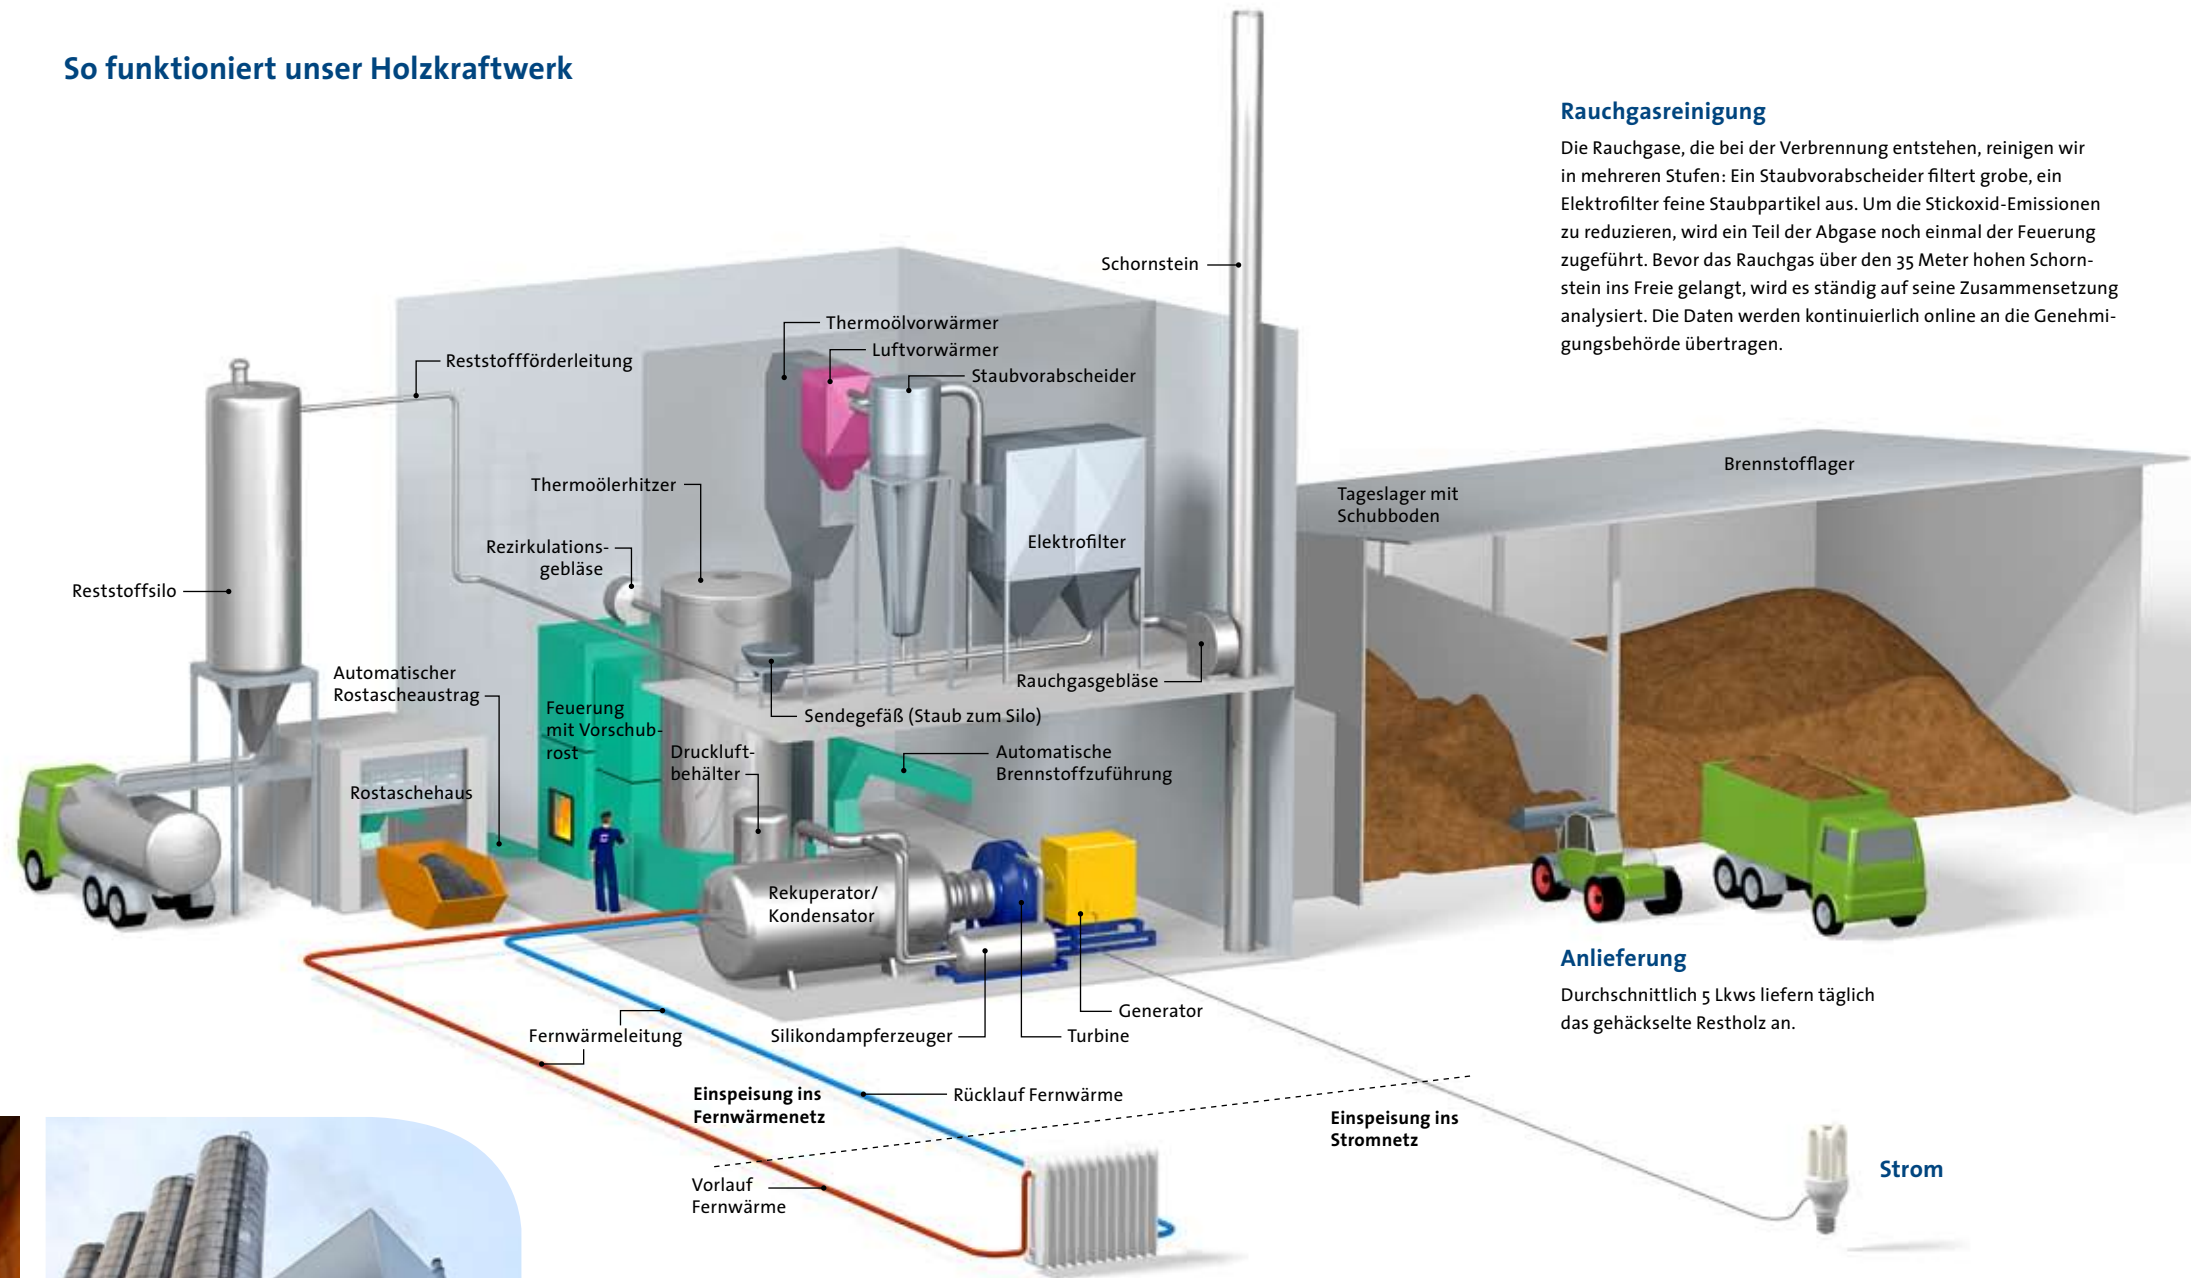 So funktioniert unser Holzkraftwerk
Rauchgasreinigung
Die Rauchgase, die bei der Verbrennung entstehen, reinigen wir
in mehreren Stufen: Ein Staubvorabscheider filtert grobe, ein
Elektrofilter feine Staubpartikel aus. Um die Stickoxid-Emissionen
zu reduzieren, wird ein Teil der Abgase noch einmal der Feuerung
zugeführt. Bevor das Rauchgas über den 35 Meter hohen Schorn-
stein ins Freie gelangt, wird es ständig auf seine Zusammensetzung
analysiert. Die Daten werden kontinuierlich online an die Genehmi-
gungsbehörde übertragen.
Schornstein
Thermoölvorwärmer
Luftvorwärmer
Staubvorabscheider
Reststoffförderleitung
Thermoölerhitzer
Rezirkulations-
gebläse
Elektrofilter
Tageslager mit
Schubboden
Brennstofflager
Reststoffsilo
Automatischer
Rostascheaustrag
Rauchgasgebläse
Sendegefäß (Staub zum Silo)
Feuerung
mit Vorschub-
rost
Druckluft-
behälter
Automatische
Brennstoffzuführung
Rostaschehaus
Rekuperator/
Kondensator
Anlieferung
Durchschnittlich 5 Lkws liefern täglich
das gehäckselte Restholz an.
Generator
Fernwärmeleitung
Silikondampferzeuger
Turbine
Einspeisung ins
Fernwärmenetz
Rücklauf Fernwärme
Einspeisung ins
Stromnetz
Strom
Vorlauf
Fernwärme